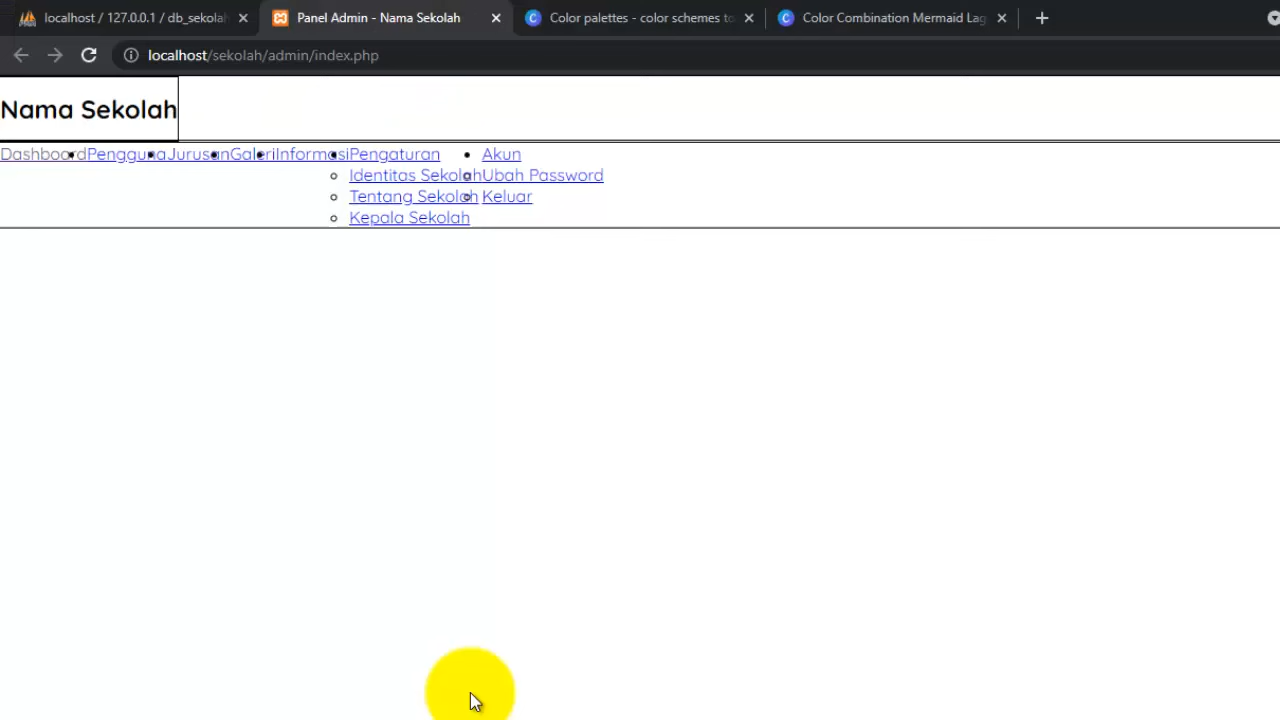 localhost / 127.0.0.1 / db_sekolah
Panel Admin - Nama Sekolah
Color palettes - color schemes to
Color Combination Mermaid Lag
localhost/sekolah/admin/index.php
Nama Sekolah
Dashboard Pengguna Jurusan Galeri Informasi Pengaturan Akun
Identitas Sekolah Ubah Password
Tentang Sekolah Keluar
Kepala Sekolah